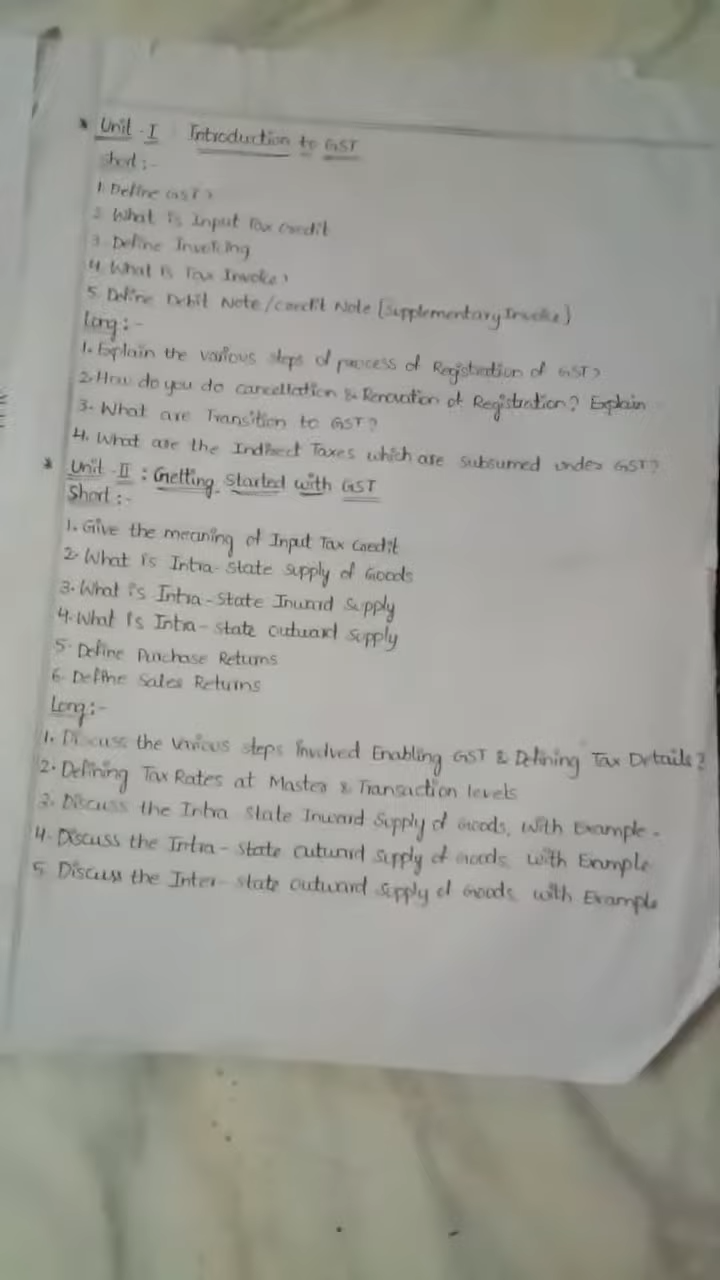 * Unit - I : Introduction to GST
Short :-
1. Define GST?
2. What is Input Tax Credit
3. Define Invoicing
4. What is Tax Invoice?
5. Define Debit Note/Credit Note (Supplementary Invoice)
Long :-
1. Explain the various steps of process of Registration of GST?
2. How do you do cancellation & Renovation of Registration? Explain
3. What are Transition to GST?
4. What are the Indirect Taxes which are subsumed under GST?
* Unit - II : Getting Started with GST
Short :-
1. Give the meaning of Input Tax Credit
2. What is Intra-state supply of Goods
3. What is Intra-State Inward Supply
4. What is Intra-state outward supply
5. Define Purchase Returns
6. Define Sales Returns
Long :-
1. Discuss the Various steps Involved Enabling GST & Defining Tax Details?
2. Defining Tax Rates at Master & Transaction levels
3. Discuss the Intra State Inward Supply of Goods, with Example.
4. Discuss the Intra-state outward supply of Goods with Example
5. Discuss the Inter-state outward supply of Goods with Example